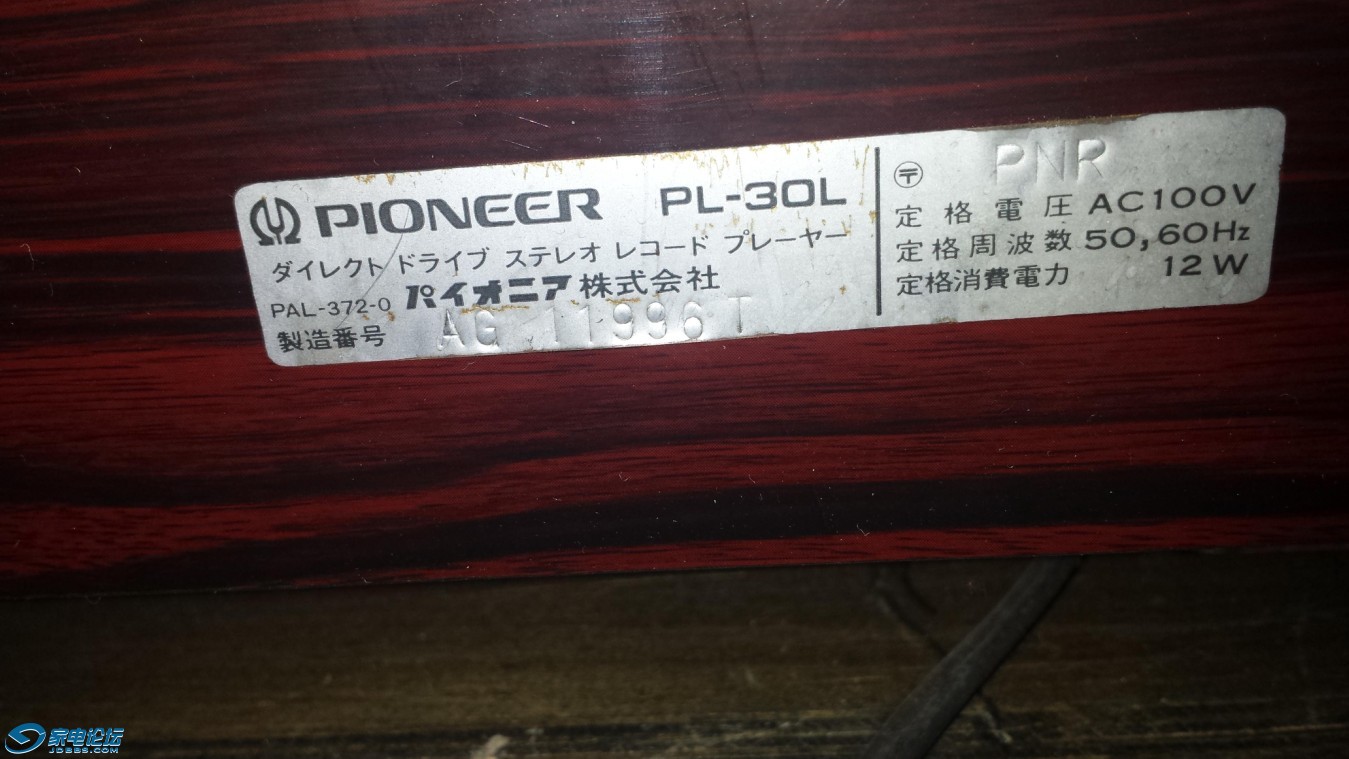 PIONEER PL-30L
ダイレクト ドライブ ステレオ レコード プレーヤー
PAL-372-0 パイオニア株式会社
製造番号 AG 11996 T
〒 PNR
定格電圧 AC100V
定格周波数 50,60Hz
定格消費電力 12W
家电论坛
JDBBS.COM